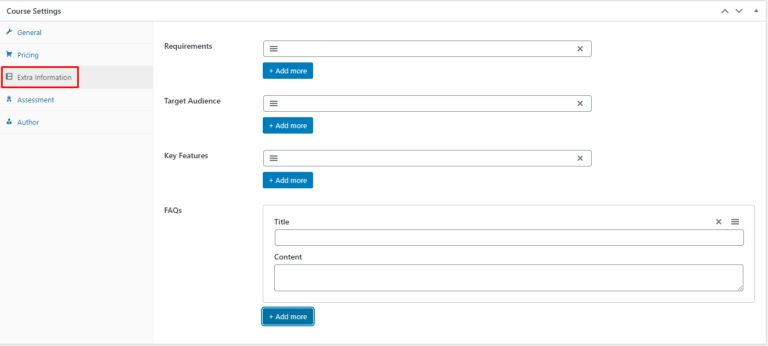 Course Settings
General
Pricing
Extra Information
Assessment
Author
Requirements
+ Add more
Target Audience
+ Add more
Key Features
+ Add more
FAQs
Title
Content
+ Add more